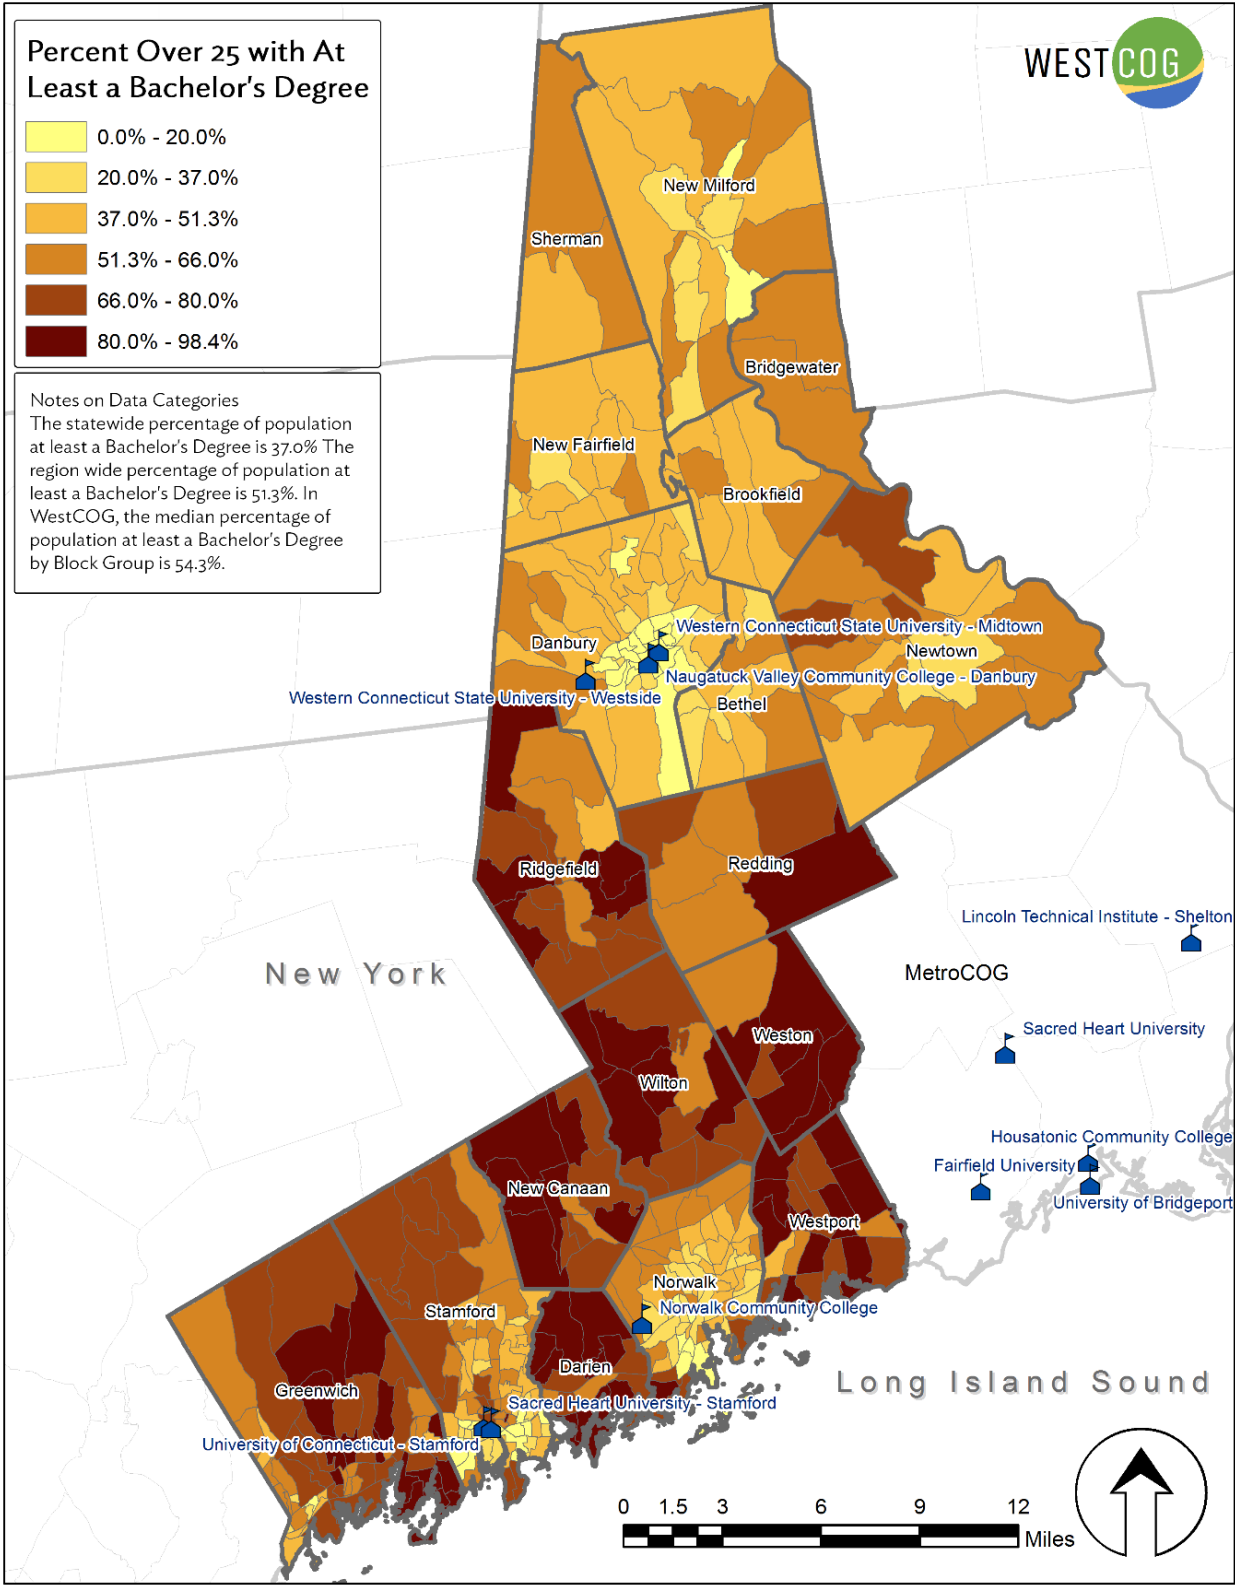 Percent Over 25 with At
Least a Bachelor's Degree
0.0% - 20.0%
20.0% - 37.0%
37.0% - 51.3%
51.3% - 66.0%
66.0% - 80.0%
80.0% - 98.4%
Notes on Data Categories
The statewide percentage of population
at least a Bachelor's Degree is 37.0% The
region wide percentage of population at
least a Bachelor's Degree is 51.3%. In
WestCOG, the median percentage of
population at least a Bachelor's Degree
by Block Group is 54.3%.
WESTCOG
New Milford
Sherman
Bridgewater
New Fairfield
Brookfield
Western Connecticut State University - Midtown
Danbury
Newtown
Naugatuck Valley Community College - Danbury
Western Connecticut State University - Westside
Bethel
Ridgefield
Redding
Lincoln Technical Institute - Shelton
New York
MetroCOG
Sacred Heart University
Weston
Wilton
Housatonic Community College
Fairfield University
New Canaan
University of Bridgeport
Westport
Norwalk
Stamford
Norwalk Community College
Darien
Long Island Sound
Greenwich
Sacred Heart University - Stamford
University of Connecticut - Stamford
0 1.5 3 6 9 12
Miles